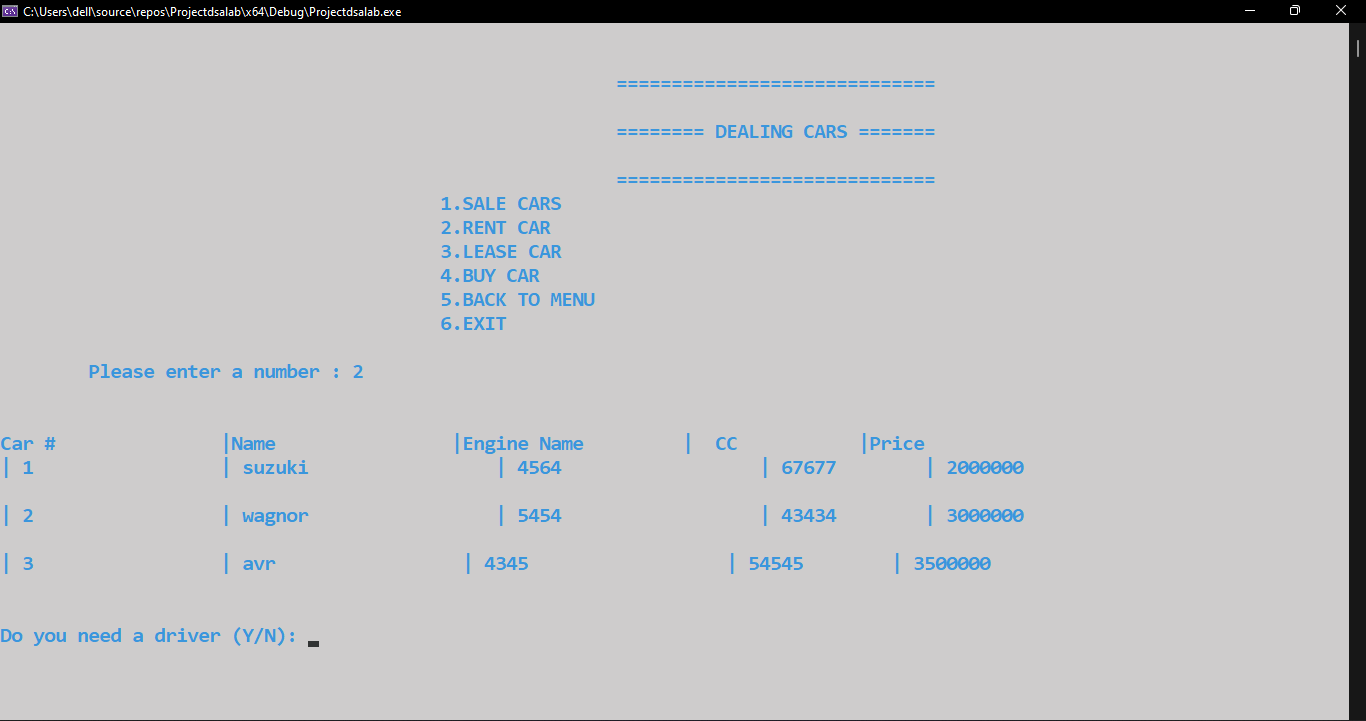 C:\Users\dell\source\repos\Projectdsalab\x64\Debug\Projectdsalab.exe
=============================
======== DEALING CARS =======
=============================
1.SALE CARS
2.RENT CAR
3.LEASE CAR
4.BUY CAR
5.BACK TO MENU
6.EXIT
Please enter a number : 2
Car # |Name |Engine Name | CC |Price
| 1 | suzuki | 4564 | 67677 | 2000000
| 2 | wagnor | 5454 | 43434 | 3000000
| 3 | avr | 4345 | 54545 | 3500000
Do you need a driver (Y/N):